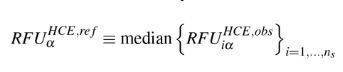 RFU_α^{HCE,ref} ≡ median {RFU_{iα}^{HCE,obs}}_{i=1,...,n_s}